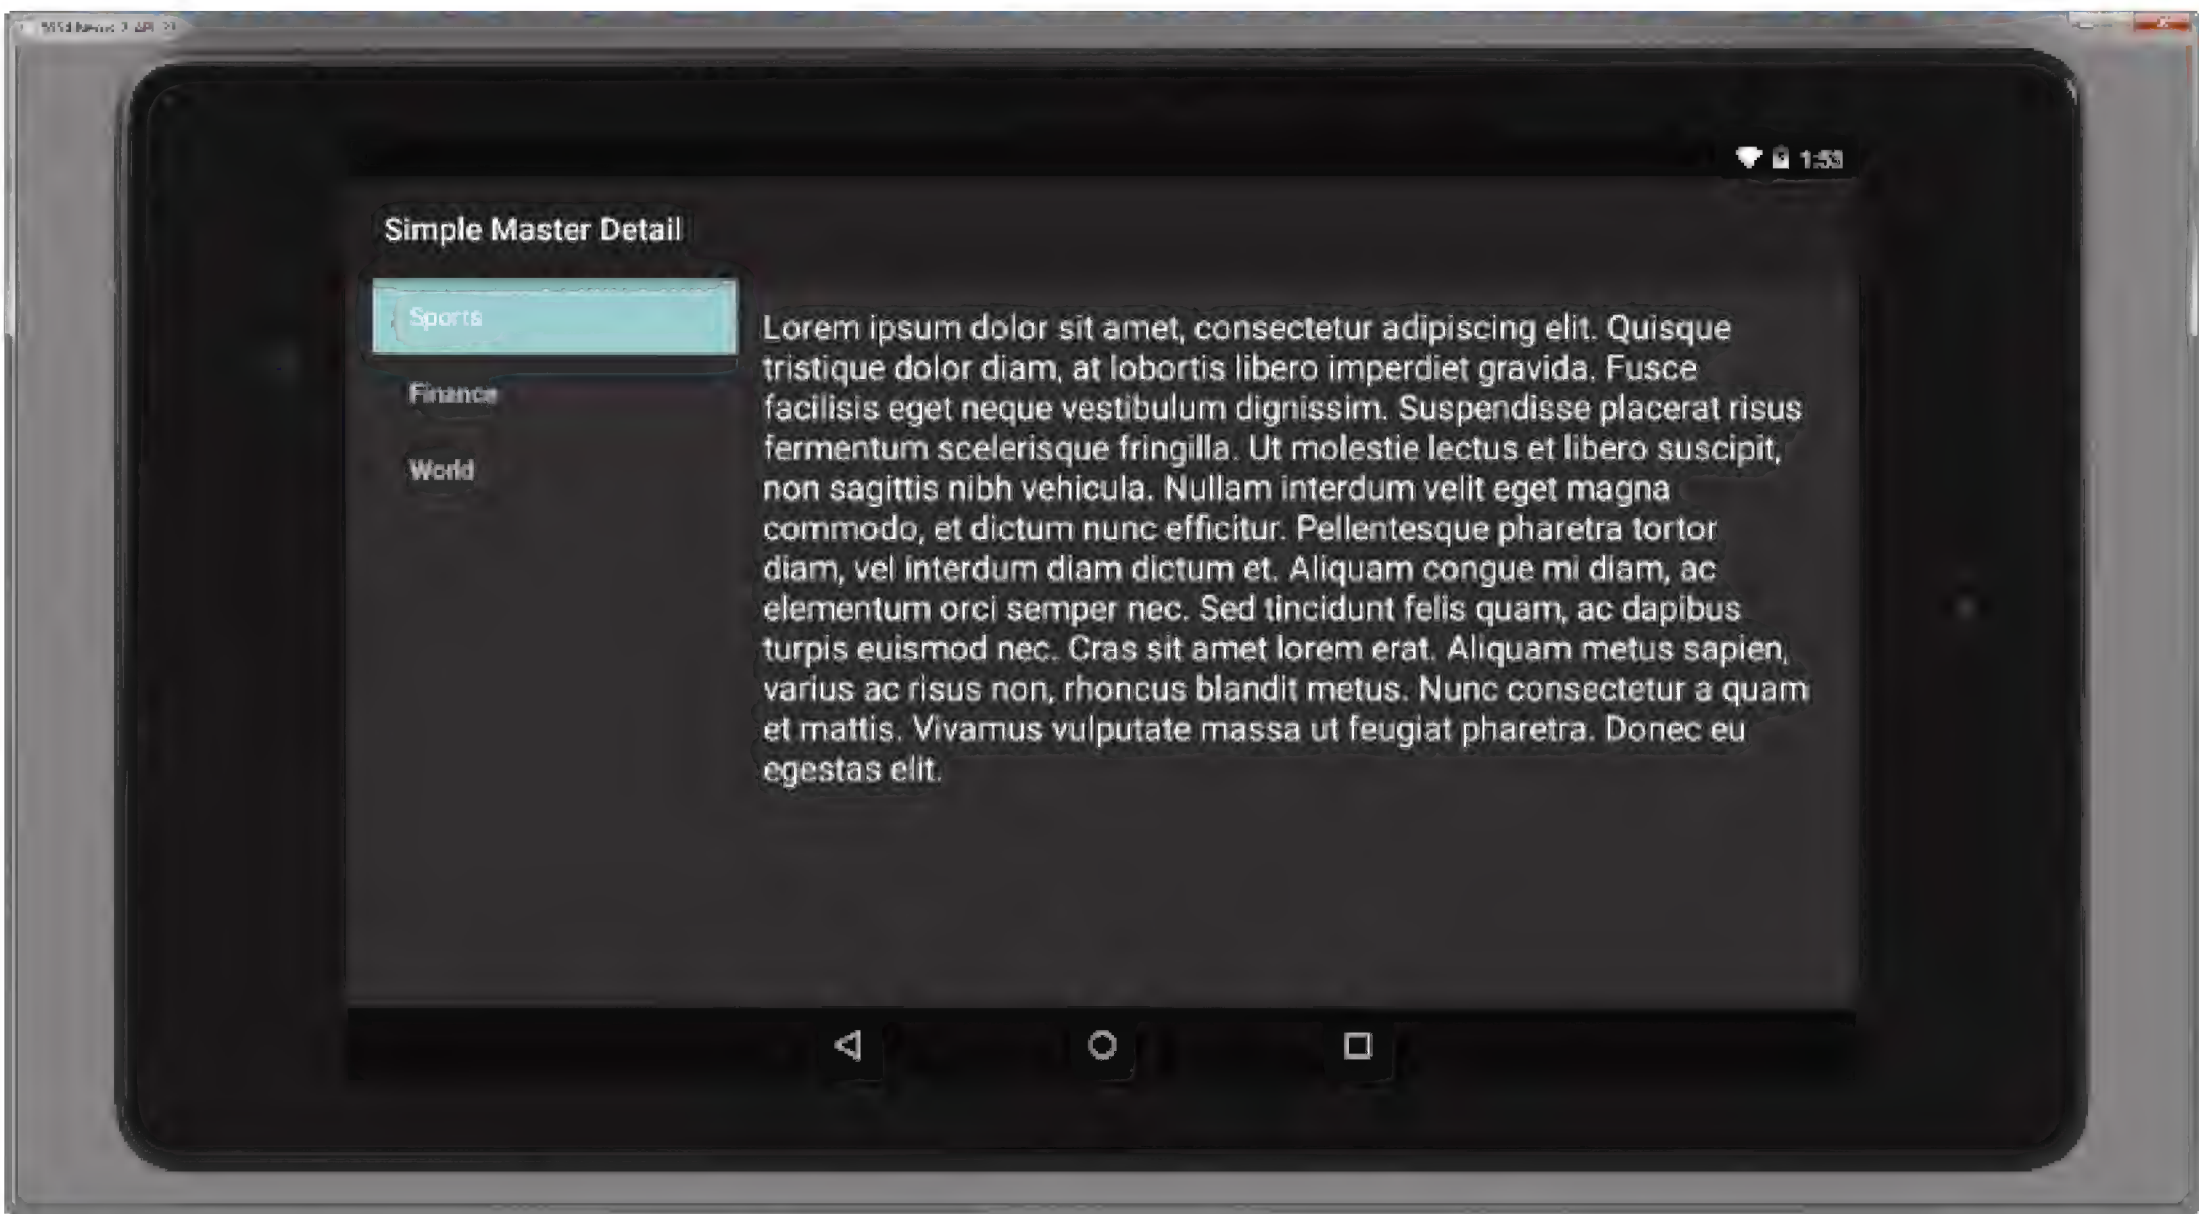 1:53
Simple Master Detail
Sports
Finance
World
Lorem ipsum dolor sit amet, consectetur adipiscing elit. Quisque
tristique dolor diam, at lobortis libero imperdiet gravida. Fusce
facilisis eget neque vestibulum dignissim. Suspendisse placerat risus
fermentum scelerisque fringilla. Ut molestie lectus et libero suscipit,
non sagittis nibh vehicula. Nullam interdum velit eget magna
commodo, et dictum nunc efficitur. Pellentesque pharetra tortor
diam, vel interdum diam dictum et. Aliquam congue mi diam, ac
elementum orci semper nec. Sed tincidunt felis quam, ac dapibus
turpis euismod nec. Cras sit amet lorem erat. Aliquam metus sapien,
varius ac risus non, rhoncus blandit metus. Nunc consectetur a quam
et mattis. Vivamus vulputate massa ut feugiat pharetra. Donec eu
egestas elit.